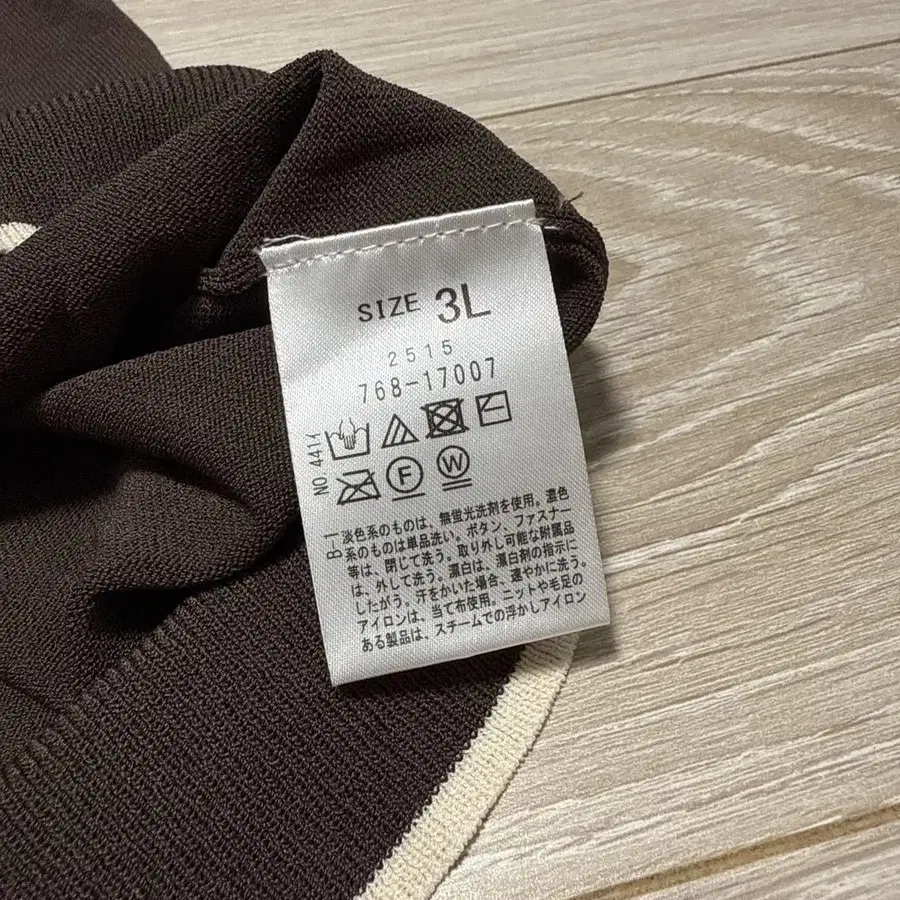 SIZE 3L
2515
768-17007
NO 4414
F W
B-1
淡色系のものは、無蛍光洗剤を使用。濃色
系のものは単品洗い。ボタン、ファスナー
等は、閉じて洗う。取り外し可能な附属品
は、外して洗う。漂白は、漂白剤の指示に
したがう。汗をかいた場合、速やかに洗う。
アイロンは、当て布使用。ニットや毛足の
ある製品は、スチームでの浮かしアイロン